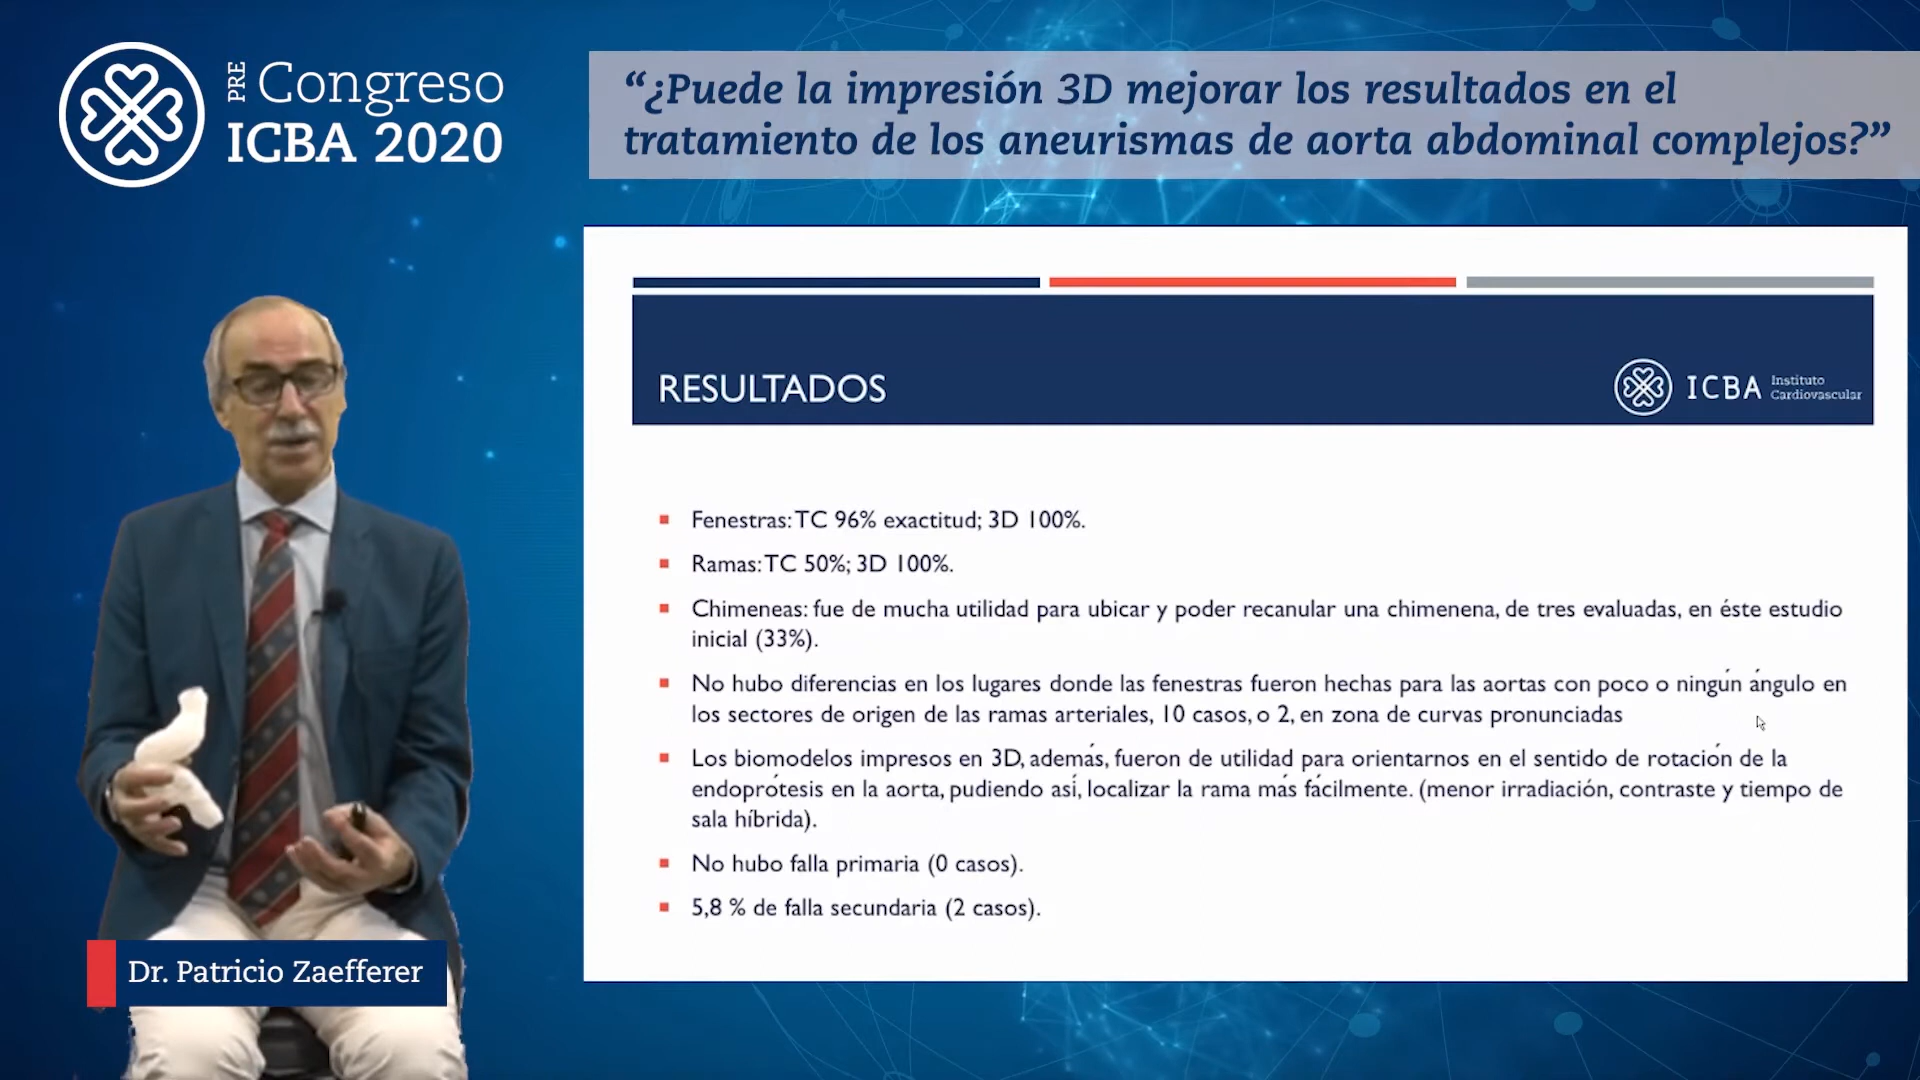 PRE
Congreso
ICBA 2020
“¿Puede la impresión 3D mejorar los resultados en el
tratamiento de los aneurismas de aorta abdominal complejos?”
RESULTADOS
ICBA Instituto
Cardiovascular
Fenestras: TC 96% exactitud; 3D 100%.
Ramas: TC 50%; 3D 100%.
Chimeneas: fue de mucha utilidad para ubicar y poder recanular una chimenena, de tres evaluadas, en éste estudio
inicial (33%).
No hubo diferencias en los lugares donde las fenestras fueron hechas para las aortas con poco o ningún ángulo en
los sectores de origen de las ramas arteriales, 10 casos, o 2, en zona de curvas pronunciadas
Los biomodelos impresos en 3D, además, fueron de utilidad para orientarnos en el sentido de rotación de la
endoprótesis en la aorta, pudiendo así, localizar la rama más fácilmente. (menor irradiación, contraste y tiempo de
sala híbrida).
No hubo falla primaria (0 casos).
5,8 % de falla secundaria (2 casos).
Dr. Patricio Zaefferer